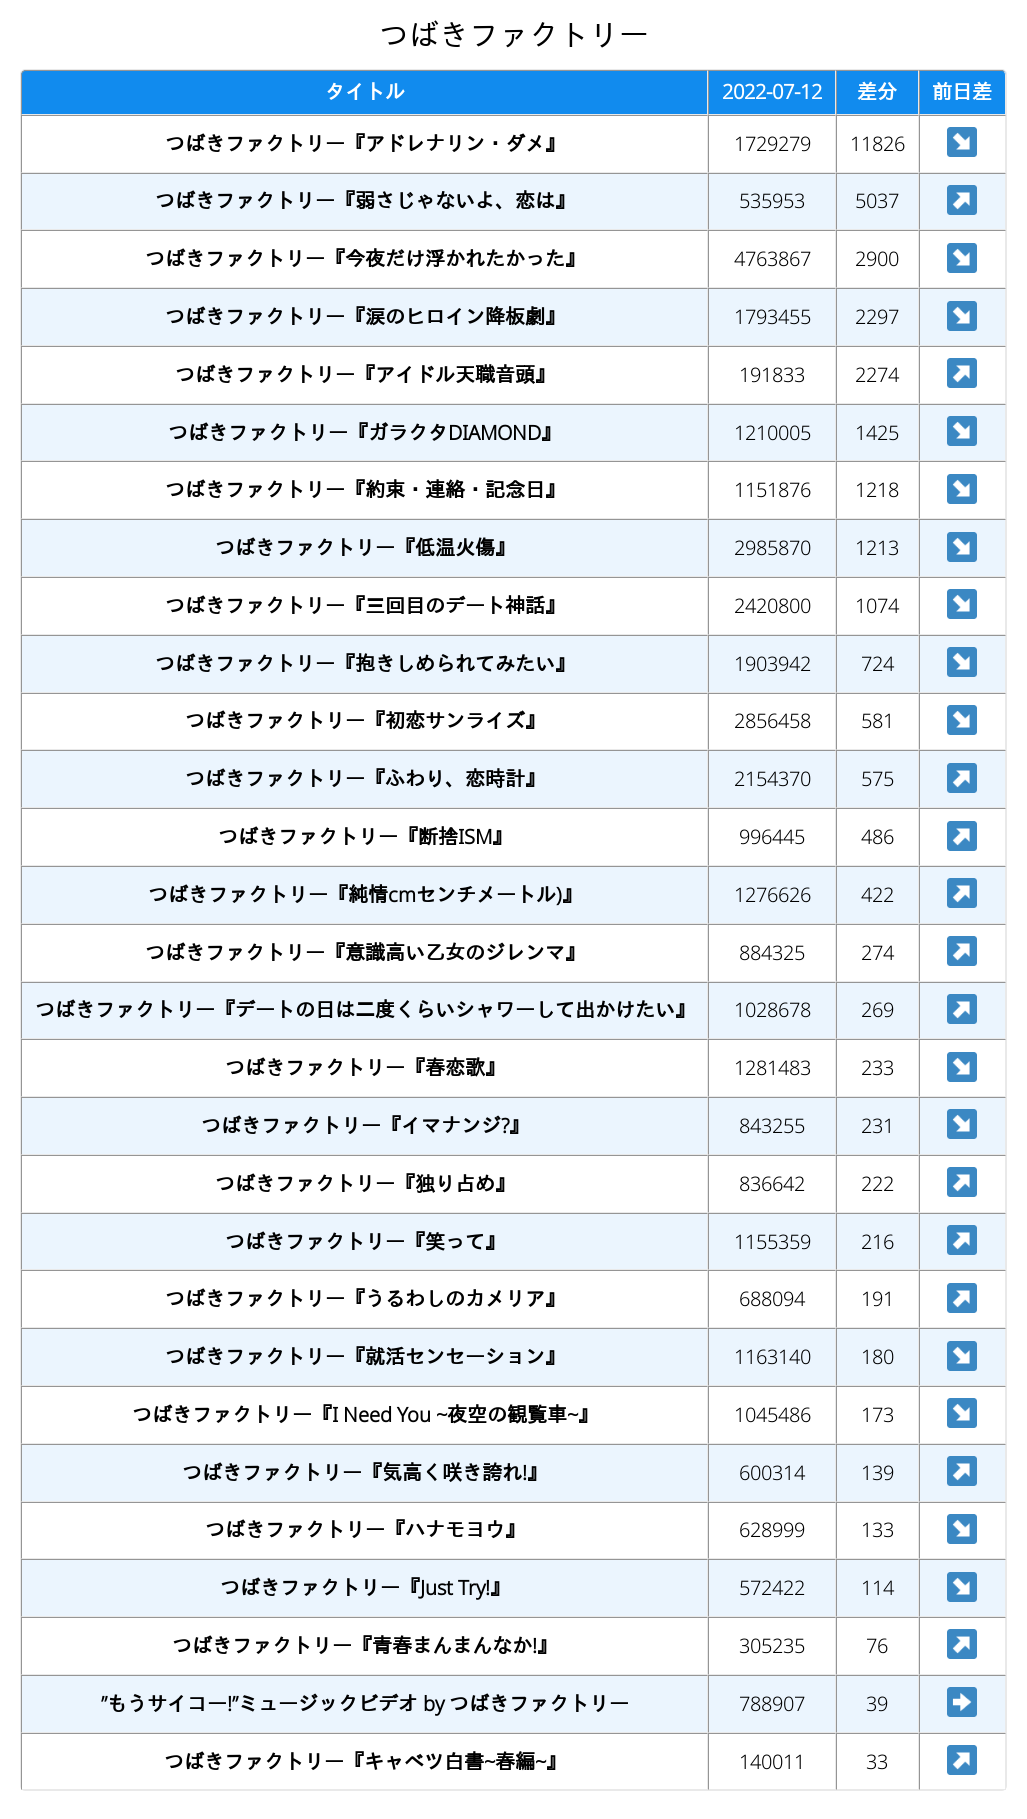 つばきファクトリー
タイトル 2022-07-12 差分 前日差
つばきファクトリー『アドレナリン・ダメ』 1729279 11826
つばきファクトリー『弱さじゃないよ、恋は』 535953 5037
つばきファクトリー『今夜だけ浮かれたかった』 4763867 2900
つばきファクトリー『涙のヒロイン降板劇』 1793455 2297
つばきファクトリー『アイドル天職音頭』 191833 2274
つばきファクトリー『ガラクタDIAMOND』 1210005 1425
つばきファクトリー『約束・連絡・記念日』 1151876 1218
つばきファクトリー『低温火傷』 2985870 1213
つばきファクトリー『三回目のデート神話』 2420800 1074
つばきファクトリー『抱きしめられてみたい』 1903942 724
つばきファクトリー『初恋サンライズ』 2856458 581
つばきファクトリー『ふわり、恋時計』 2154370 575
つばきファクトリー『断捨ISM』 996445 486
つばきファクトリー『純情cmセンチメートル)』 1276626 422
つばきファクトリー『意識高い乙女のジレンマ』 884325 274
つばきファクトリー『デートの日は二度くらいシャワーして出かけたい』 1028678 269
つばきファクトリー『春恋歌』 1281483 233
つばきファクトリー『イマナンジ?』 843255 231
つばきファクトリー『独り占め』 836642 222
つばきファクトリー『笑って』 1155359 216
つばきファクトリー『うるわしのカメリア』 688094 191
つばきファクトリー『就活センセーション』 1163140 180
つばきファクトリー『I Need You ~夜空の観覧車~』 1045486 173
つばきファクトリー『気高く咲き誇れ!』 600314 139
つばきファクトリー『ハナモヨウ』 628999 133
つばきファクトリー『Just Try!』 572422 114
つばきファクトリー『青春まんまんなか!』 305235 76
”もうサイコー!”ミュージックビデオ by つばきファクトリー 788907 39
つばきファクトリー『キャベツ白書~春編~』 140011 33